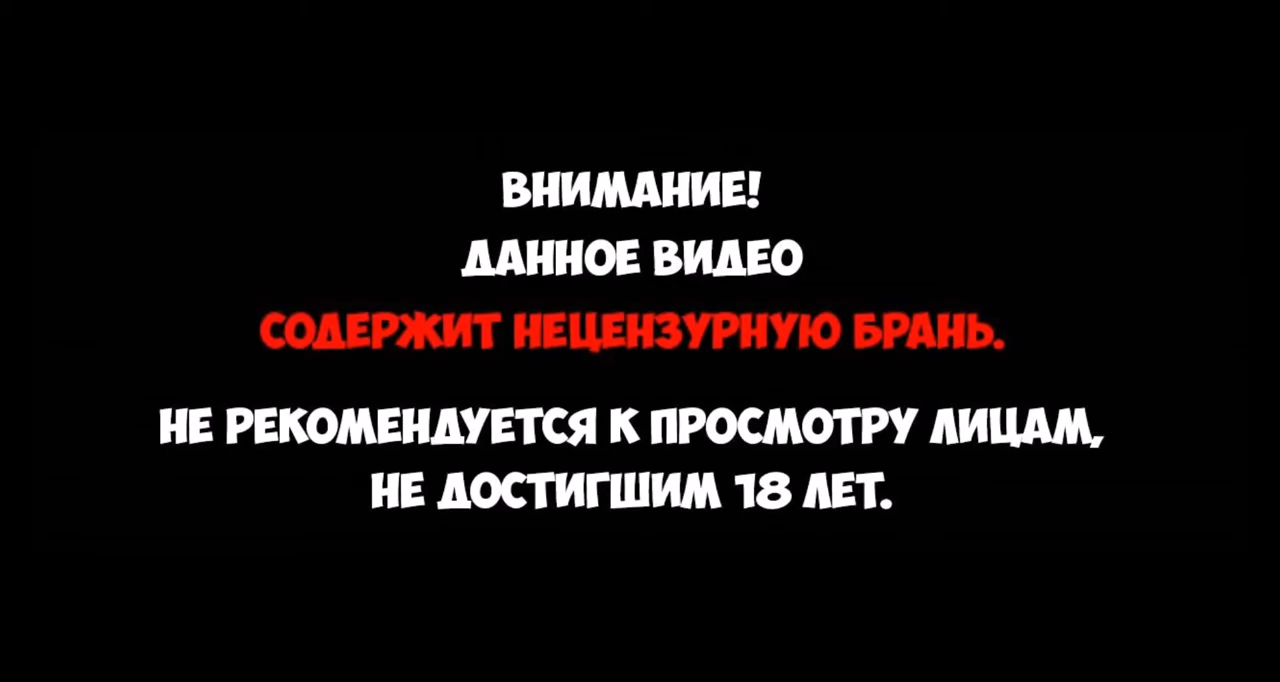 ВНИМАНИЕ!
ДАННОЕ ВИДЕО
СОДЕРЖИТ НЕЦЕНЗУРНУЮ БРАНЬ.
НЕ РЕКОМЕНДУЕТСЯ К ПРОСМОТРУ ЛИЦАМ,
НЕ ДОСТИГШИМ 18 ЛЕТ.